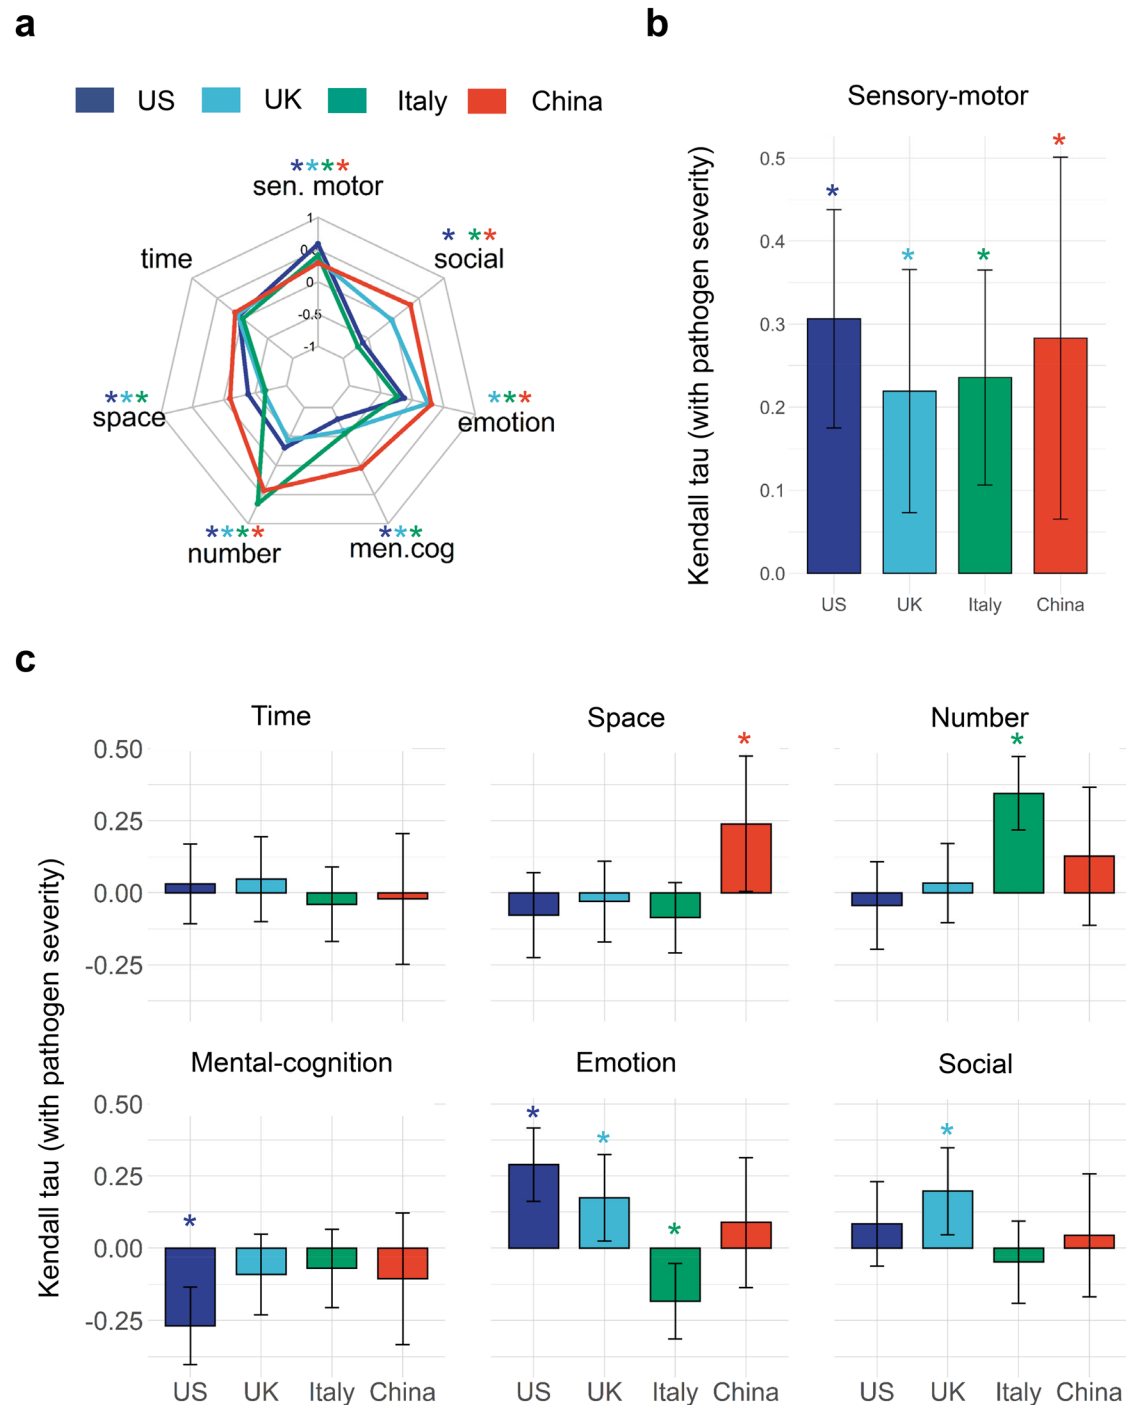 a
US UK Italy China
****
sen. motor
* **
social
time
1
0
0
-0.5
-1
***
space
***
emotion
****
number
***
men.cog
b
Sensory-motor
Kendall tau (with pathogen severity)
* * * *
0.5
0.4
0.3
0.2
0.1
0.0
US UK Italy China
c
Kendall tau (with pathogen severity)
Time Space Number
* *
0.50
0.25
0.00
-0.25
Mental-cognition Emotion Social
* * * * *
0.50
0.25
0.00
-0.25
US UK Italy China US UK Italy China US UK Italy China